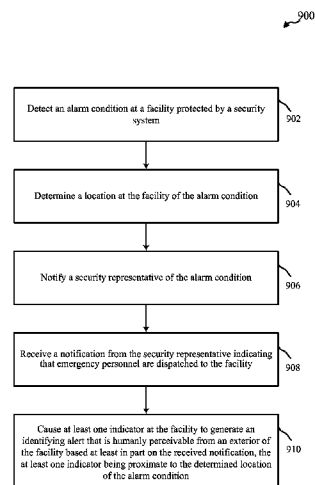 900
Detect an alarm condition at a facility protected by a security
system
902
Determine a location at the facility of the alarm condition
904
Notify a security representative of the alarm condition
906
Receive a notification from the security representative indicating
that emergency personnel are dispatched to the facility
908
Cause at least one indicator at the facility to generate an
identifying alert that is humanly perceivable from an exterior of
the facility based at least in part on the received notification, the
at least one indicator being proximate to the determined location
of the alarm condition
910